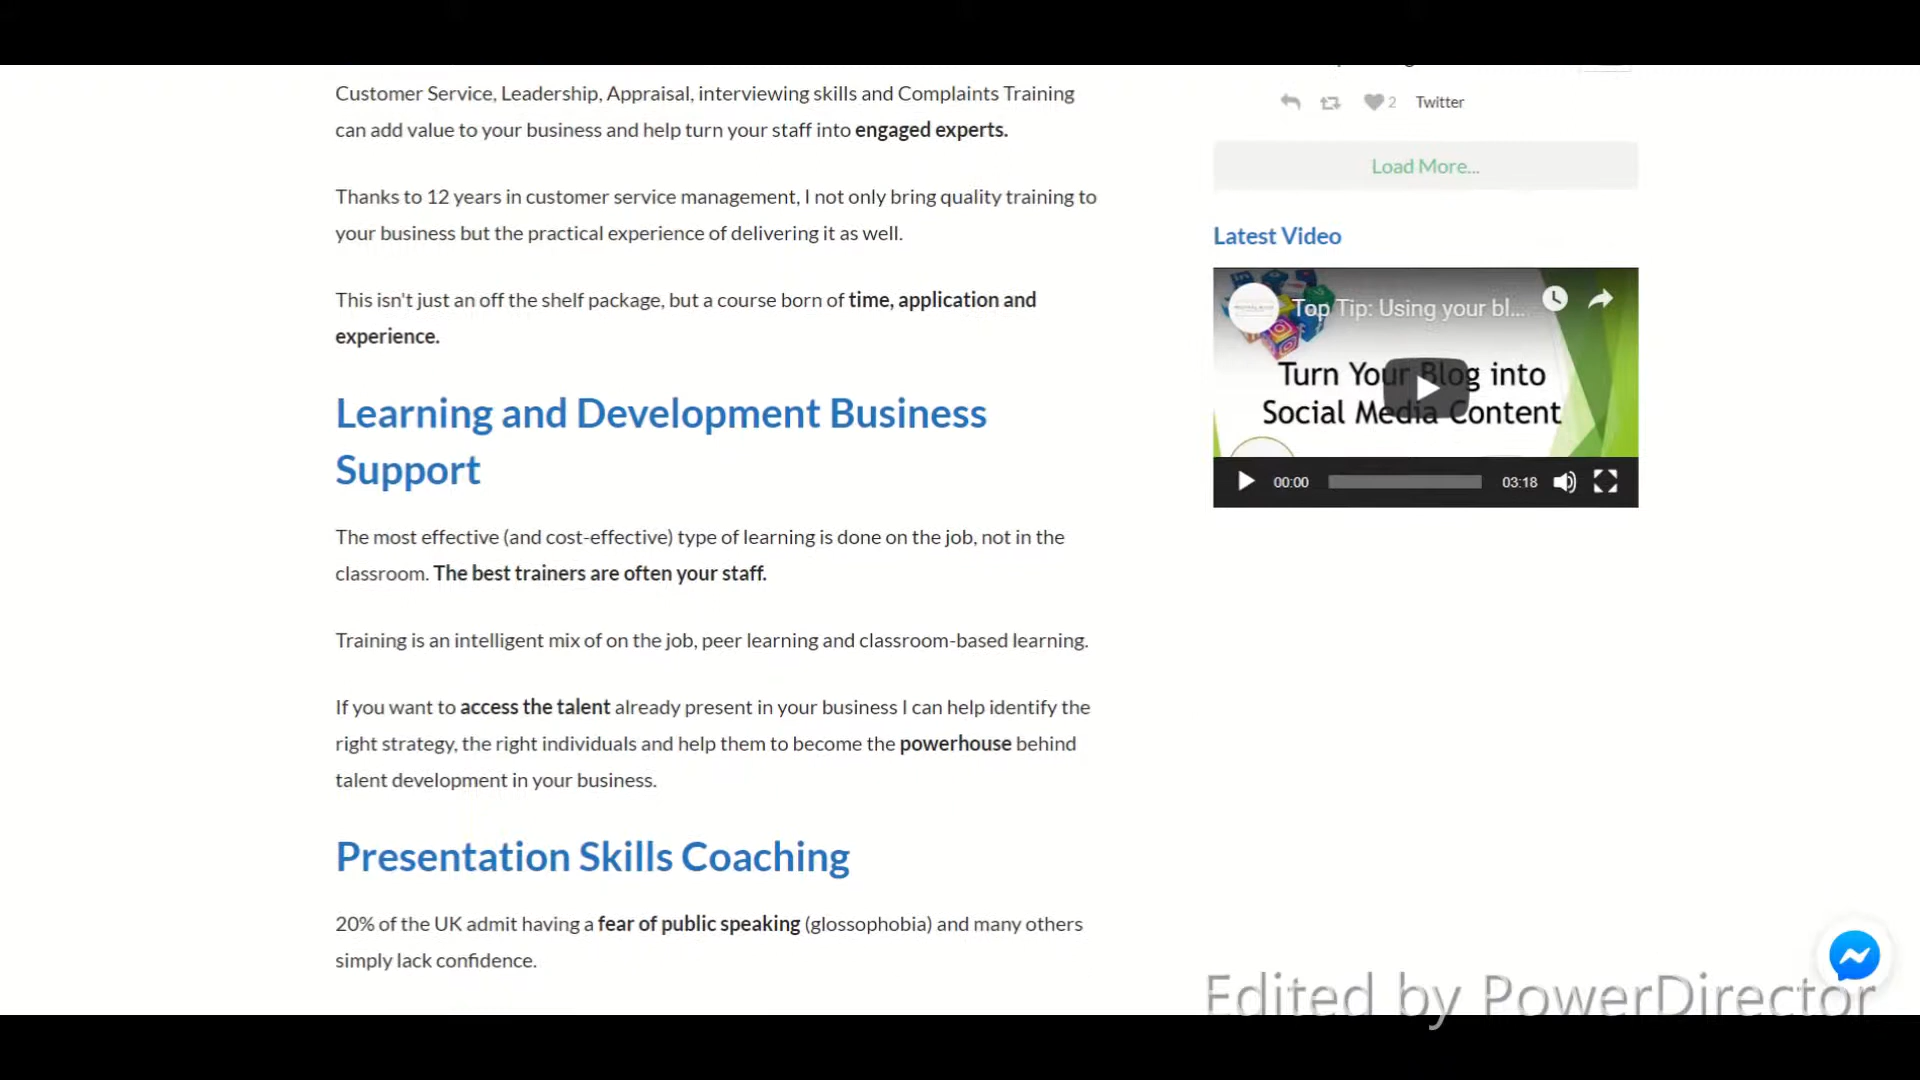 Customer Service, Leadership, Appraisal, interviewing skills and Complaints Training
can add value to your business and help turn your staff into engaged experts.
Thanks to 12 years in customer service management, I not only bring quality training to
your business but the practical experience of delivering it as well.
This isn't just an off the shelf package, but a course born of time, application and
experience.
Learning and Development Business
Support
The most effective (and cost-effective) type of learning is done on the job, not in the
classroom. The best trainers are often your staff.
Training is an intelligent mix of on the job, peer learning and classroom-based learning.
If you want to access the talent already present in your business I can help identify the
right strategy, the right individuals and help them to become the powerhouse behind
talent development in your business.
Presentation Skills Coaching
20% of the UK admit having a fear of public speaking (glossophobia) and many others
simply lack confidence.
2 Twitter
Load More...
Latest Video
Top Tip: Using your bl...
Turn Your Blog into
Social Media Content
00:00 03:18
Edited by PowerDirector